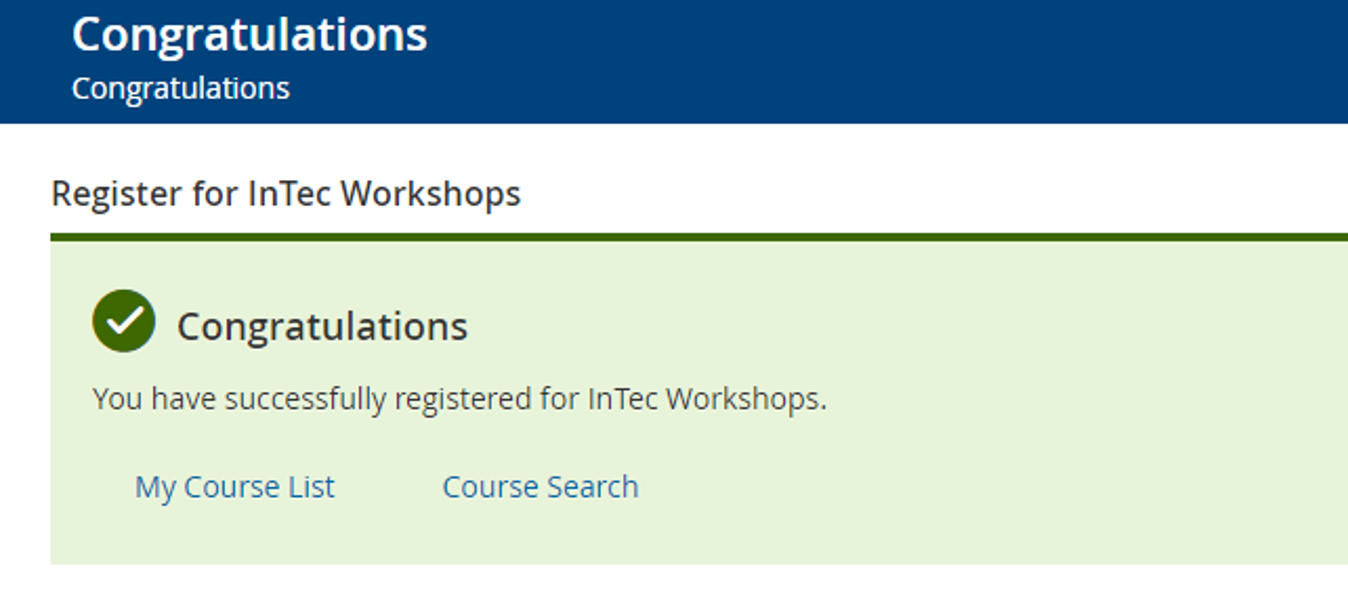 Congratulations
Congratulations
Register for InTec Workshops
Congratulations
You have successfully registered for InTec Workshops.
My Course List Course Search